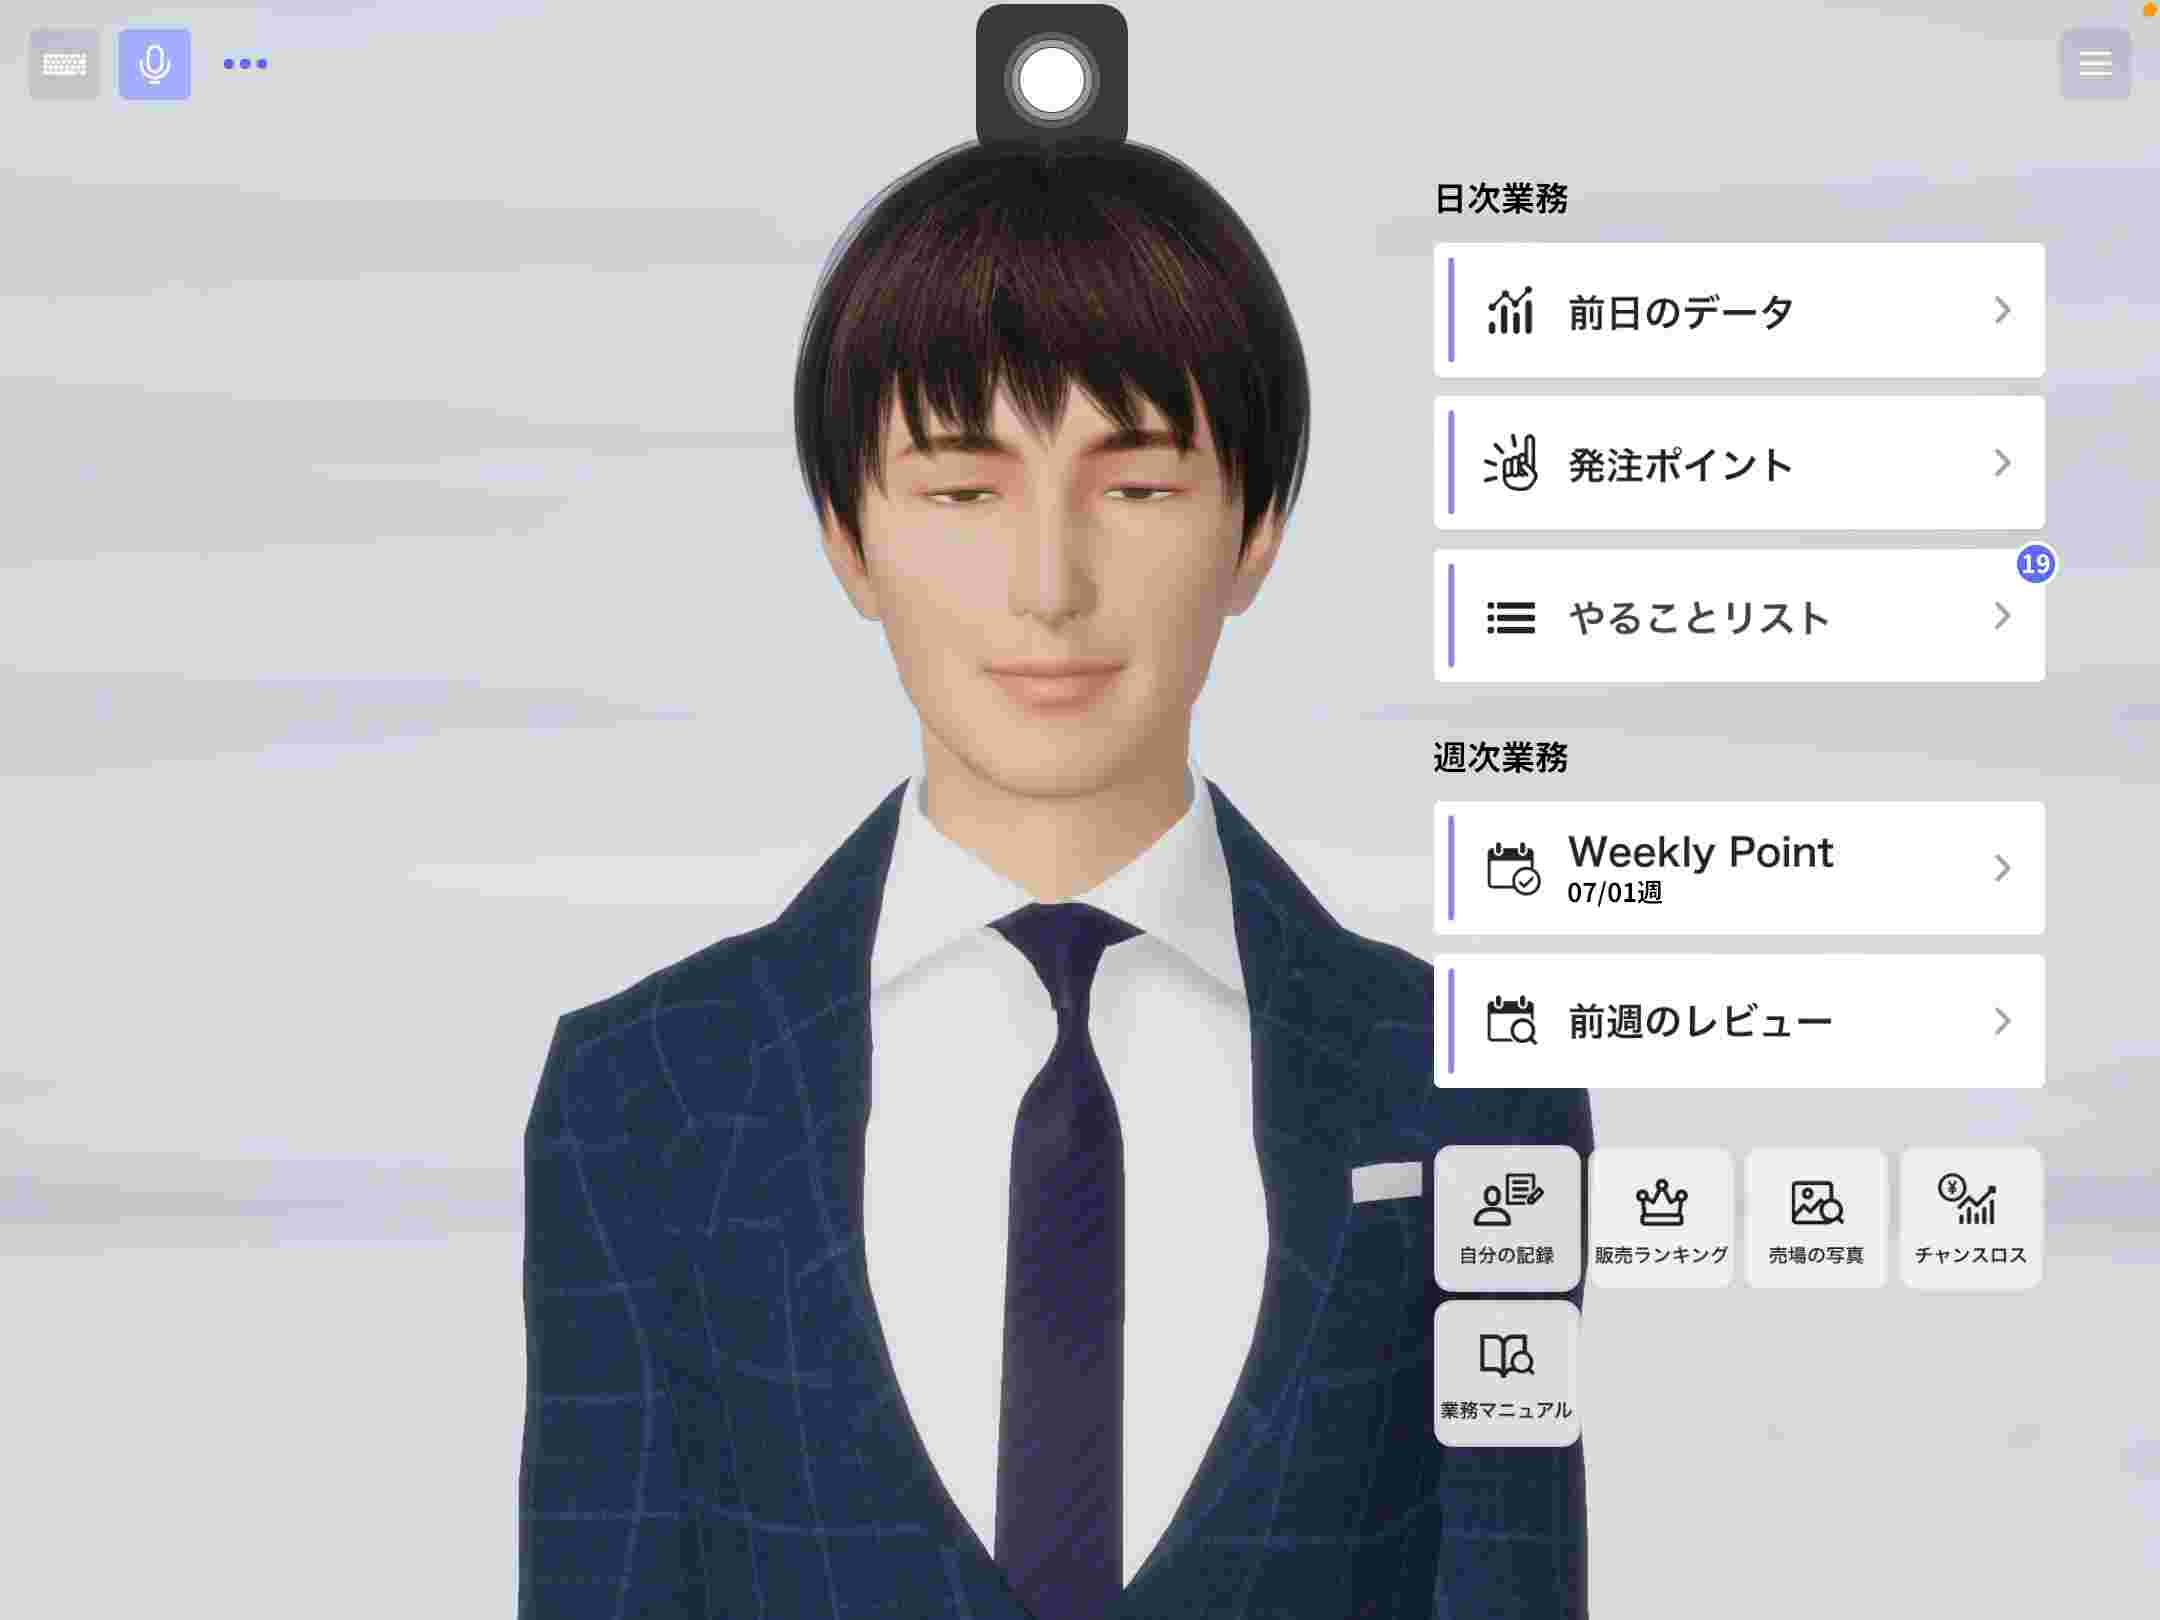 日次業務
前日のデータ
発注ポイント
19
やることリスト
週次業務
Weekly Point
07/01週
前週のレビュー
自分の記録
販売ランキング
売場の写真
チャンスロス
業務マニュアル